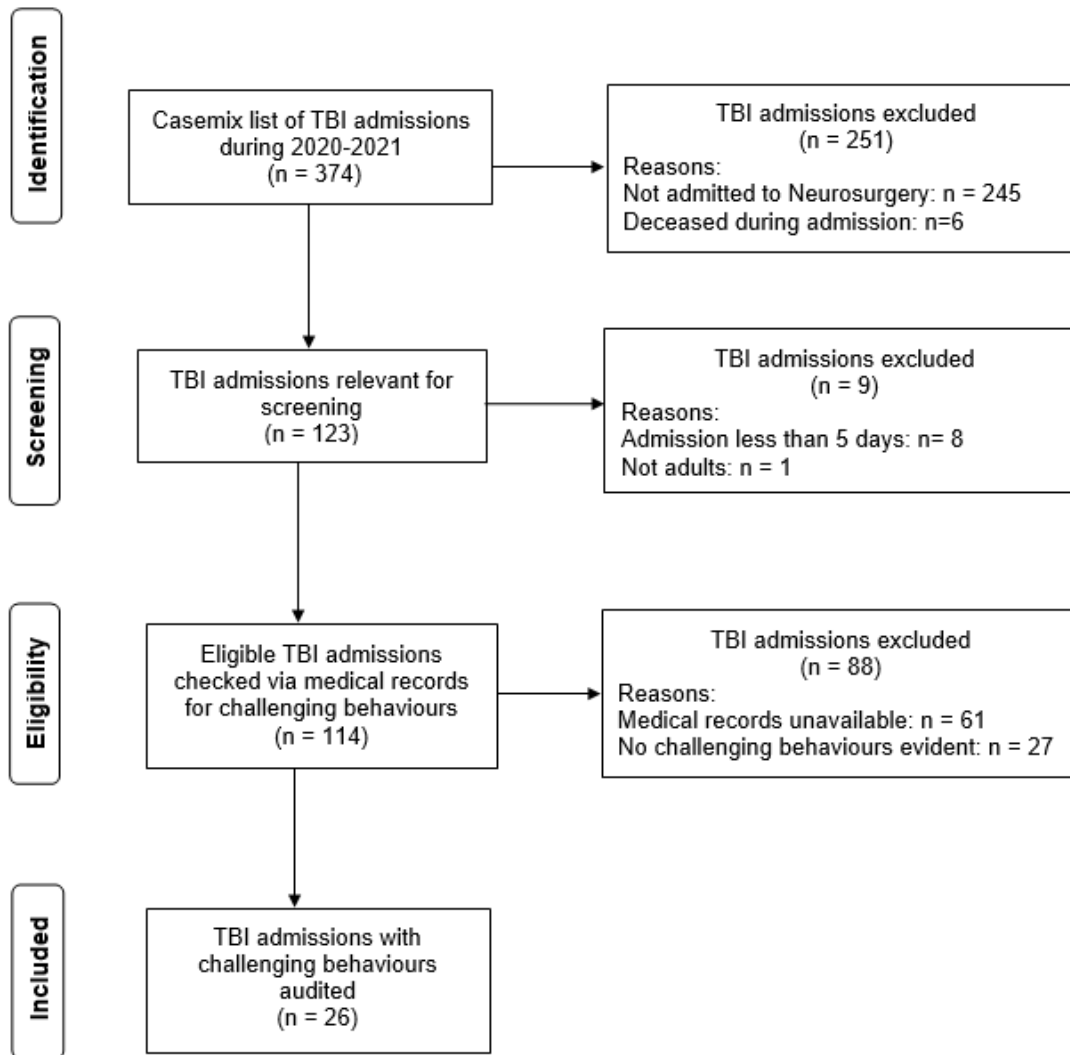 Identification
Casemix list of TBI admissions
during 2020-2021
(n = 374)
TBI admissions excluded
(n = 251)
Reasons:
Not admitted to Neurosurgery: n = 245
Deceased during admission: n=6
Screening
TBI admissions relevant for
screening
(n = 123)
TBI admissions excluded
(n = 9)
Reasons:
Admission less than 5 days: n= 8
Not adults: n = 1
Eligibility
Eligible TBI admissions
checked via medical records
for challenging behaviours
(n = 114)
TBI admissions excluded
(n = 88)
Reasons:
Medical records unavailable: n = 61
No challenging behaviours evident: n = 27
Included
TBI admissions with
challenging behaviours
audited
(n = 26)